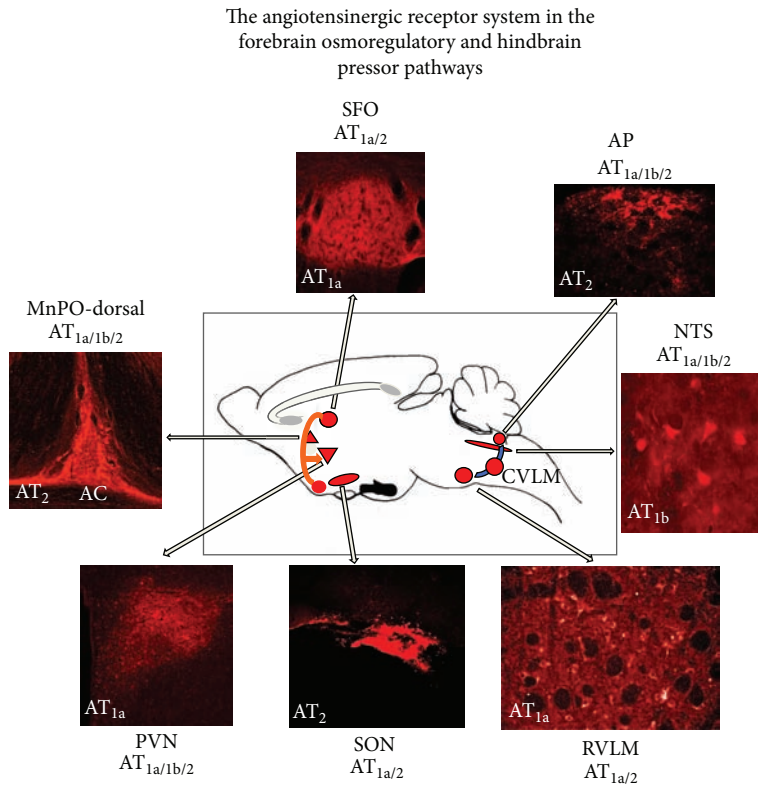 The angiotensinergic receptor system in the
forebrain osmoregulatory and hindbrain
pressor pathways
SFO
AT1a/2
AT1a
AP
AT1a/1b/2
AT2
MnPO-dorsal
AT1a/1b/2
AT2 AC
NTS
AT1a/1b/2
AT1b
CVLM
AT1a
PVN
AT1a/1b/2
AT2
SON
AT1a/2
AT1a
RVLM
AT1a/2